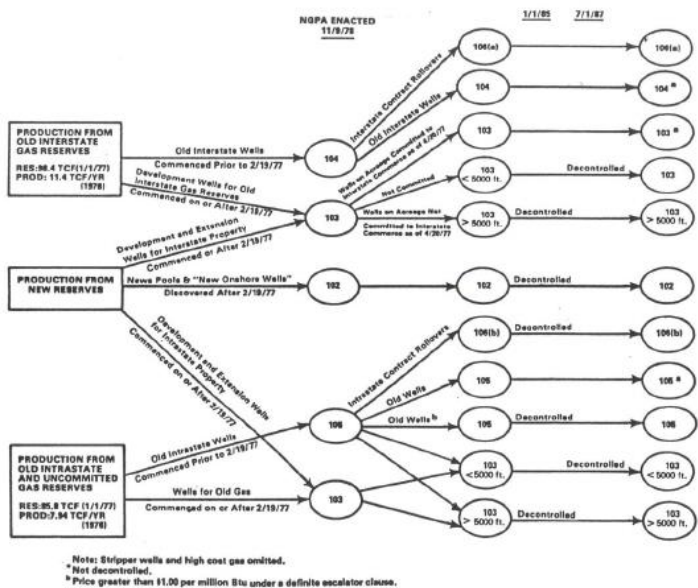 NGPA ENACTED
11/9/78
1/1/85 7/1/87
PRODUCTION FROM
OLD INTERSTATE
GAS RESERVES
RES:98.4 TCF(1/1/77)
PROD: 11.4 TCF/YR
(1976)
Old Interstate Wells
Commenced Prior to 2/19/77
Development Wells for Old
Interstate Gas Reserves
Commenced on or After 2/19/77
104
103
Interstate Contract Rollovers
Old Interstate Wells
Wells on Acreage Committed to
Interstate Commerce as of 4/20/77
Not Committed
Wells on Acreage Not
Committed to Interstate
Commerce as of 4/20/77
106(a)
106(a)
104
104 a
103
103 a
103
< 5000 ft.
Decontrolled
103
103
> 5000 ft.
Decontrolled
103
> 5000 ft.
PRODUCTION FROM
NEW RESERVES
Development and Extension
Wells for Interstate Property
Commenced or After 2/19/77
News Pools & "New Onshore Wells"
Discovered After 2/19/77
102
102
Decontrolled
102
Development and Extension Wells
for Intrastate Property
Commenced on or After 2/19/77
PRODUCTION FROM
OLD INTRASTATE
AND UNCOMMITTED
GAS RESERVES
RES:95.8 TCF (1/1/77)
PROD:7.94 TCF/YR
(1976)
Old Intrastate Wells
Commenced Prior to 2/19/77
Wells for Old Gas
Commenced on or After 2/19/77
105
103
Intrastate Contract Rollovers
Old Wells
Old Wells b
106(b)
Decontrolled
106(b)
105
105 a
105
Decontrolled
105
103
<5000 ft.
Decontrolled
103
< 5000 ft.
103
> 5000 ft.
Decontrolled
103
> 5000 ft.
Note: Stripper wells and high cost gas omitted.
a Not decontrolled.
b Price greater than $1.00 per million Btu under a definite escalator clause.